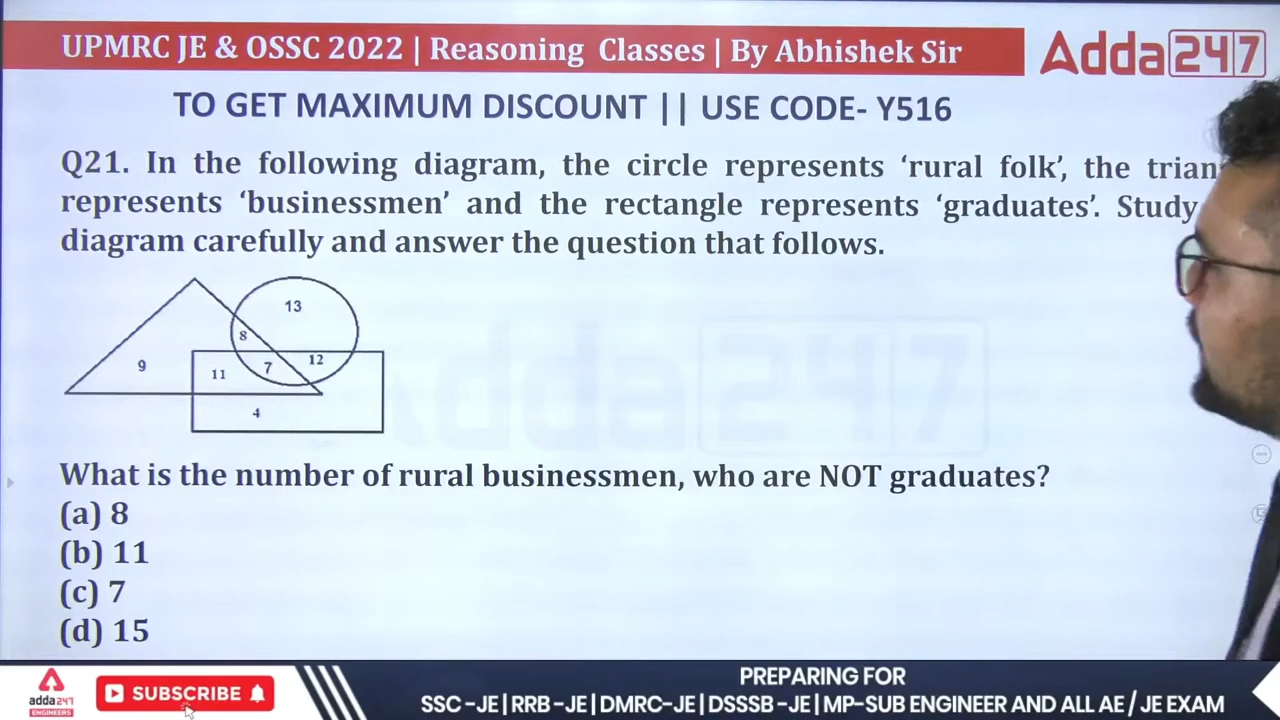 UPMRC JE & OSSC 2022 | Reasoning Classes | By Abhishek Sir
Adda247
TO GET MAXIMUM DISCOUNT || USE CODE- Y516
Q21. In the following diagram, the circle represents ‘rural folk’, the
represents ‘businessmen’ and the rectangle represents ‘graduates’. Study
diagram carefully and answer the question that follows.
13
8
9
11
7
12
4
What is the number of rural businessmen, who are NOT graduates?
(a) 8
(b) 11
(c) 7
(d) 15
adda247
ENGINEERS
SUBSCRIBE
PREPARING FOR
SSC -JE | RRB -JE | DMRC-JE | DSSSB -JE | MP-SUB ENGINEER AND ALL AE / JE EXAM